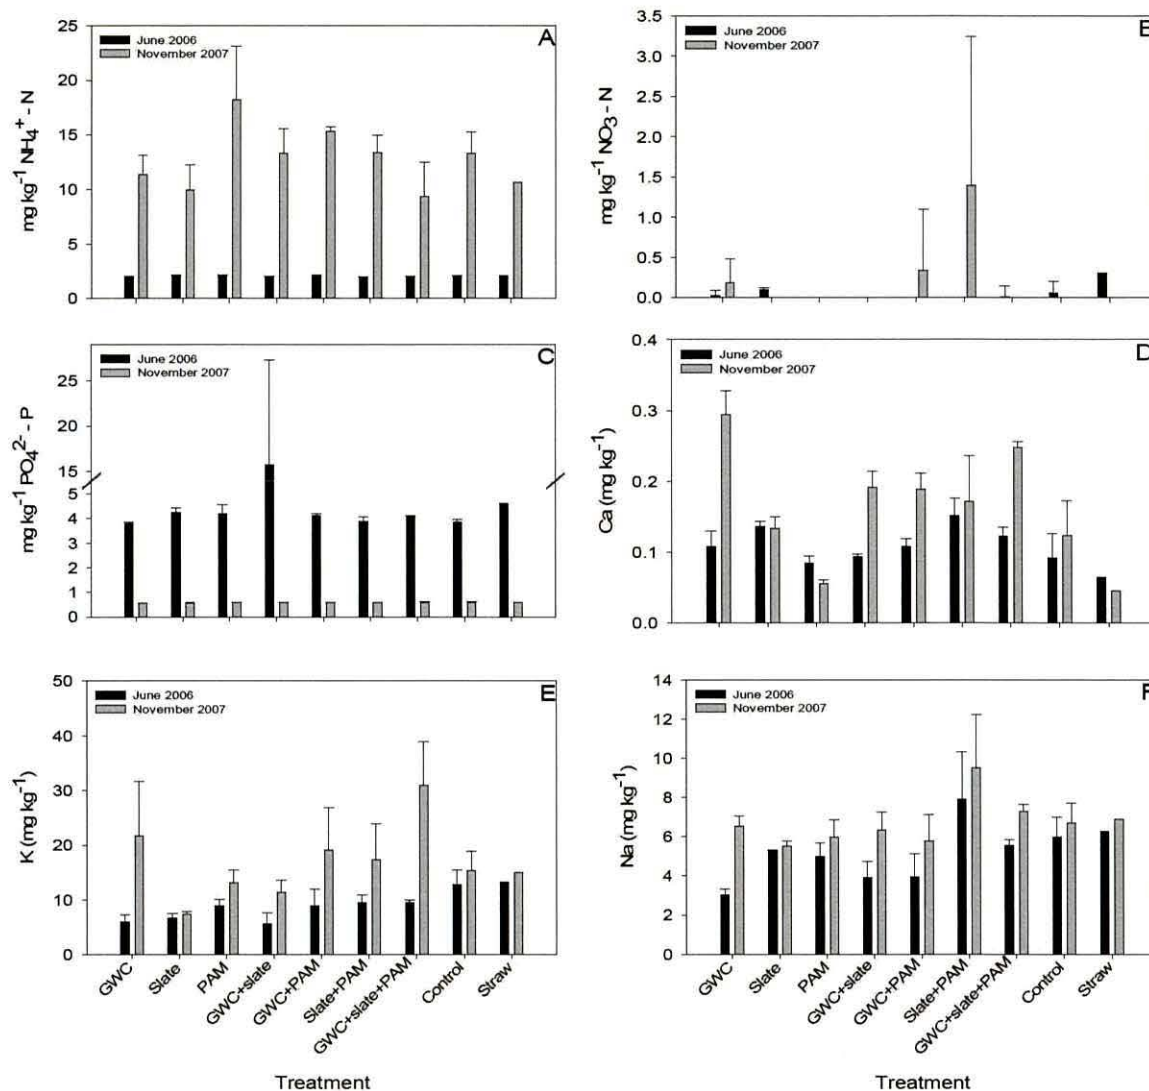 A
June 2006
November 2007
25
20
15
10
5
0
mg kg⁻¹ NH₄⁺ - N
June 2006
November 2007
3.5
3.0
2.5
2.0
1.5
1.0
0.5
0.0
mg kg⁻¹ NO₃ - N
C
June 2006
November 2007
25
20
15
5
4
3
2
1
0
mg kg⁻¹ PO₄²⁻ - P
D
June 2006
November 2007
0.4
0.3
0.2
0.1
0.0
Ca (mg kg⁻¹)
E
June 2006
November 2007
50
40
30
20
10
0
K (mg kg⁻¹)
GWC
Slate
PAM
GWC+slate
GWC+PAM
Slate+PAM
GWC+slate+PAM
Control
Straw
Treatment
F
June 2006
November 2007
14
12
10
8
6
4
2
0
Na (mg kg⁻¹)
GWC
Slate
PAM
GWC+slate
GWC+PAM
Slate+PAM
GWC+slate+PAM
Control
Straw
Treatment